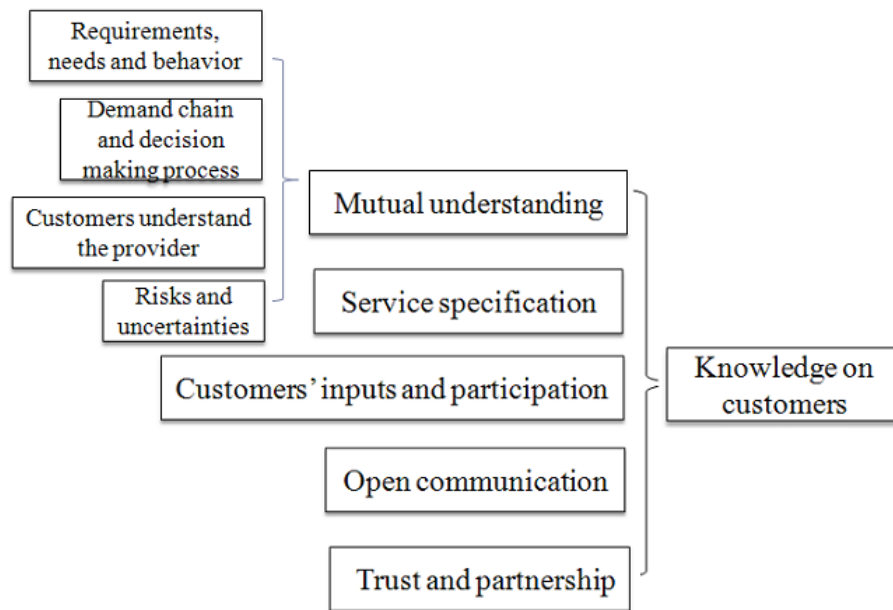 Requirements,
needs and behavior
Demand chain
and decision
making process
Customers understand
the provider
Risks and
uncertainties
Mutual understanding
Service specification
Customers’ inputs and participation
Open communication
Trust and partnership
Knowledge on
customers